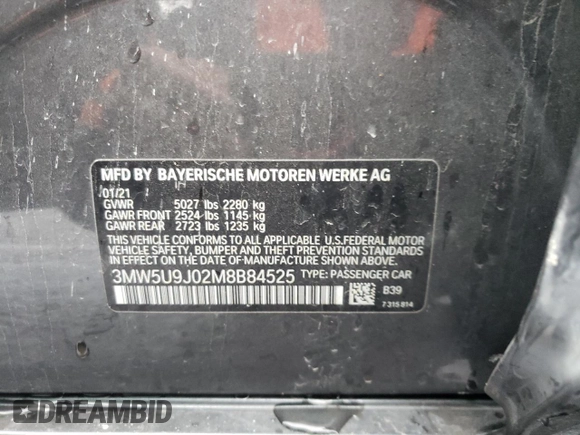 MFD BY BAYERISCHE MOTOREN WERKE AG
01/21
GVWR 5027 lbs 2280 kg
GAWR FRONT 2524 lbs 1145 kg
GAWR REAR 2723 lbs 1235 kg
THIS VEHICLE CONFORMS TO ALL APPLICABLE U.S.FEDERAL MOTOR
VEHICLE SAFETY, BUMPER AND THEFT PREVENTION STANDARDS
IN EFFECT ON THE DATE OF MANUFACTURE SHOWN ABOVE.
3MW5U9J02M8B84525 TYPE: PASSENGER CAR
B39
7 315 814
DREAMBID